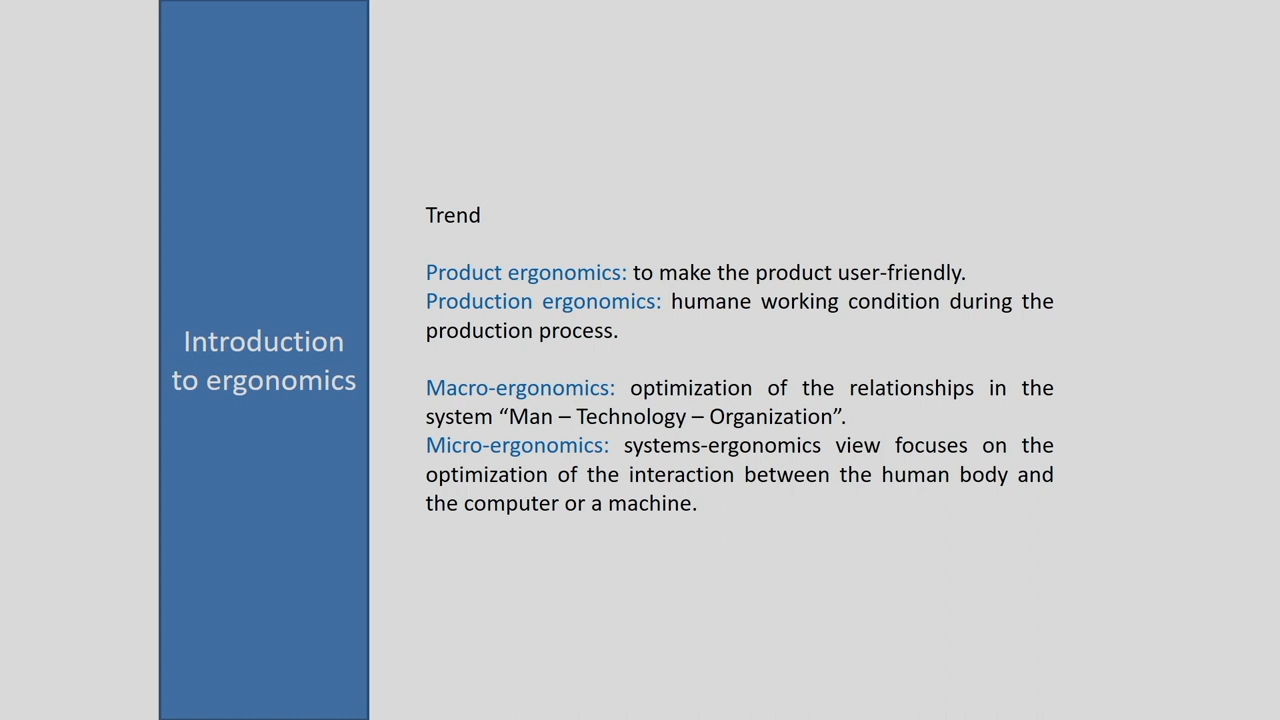 Introduction
to ergonomics
Trend
Product ergonomics: to make the product user-friendly.
Production ergonomics: humane working condition during the
production process.
Macro-ergonomics: optimization of the relationships in the
system “Man – Technology – Organization”.
Micro-ergonomics: systems-ergonomics view focuses on the
optimization of the interaction between the human body and
the computer or a machine.